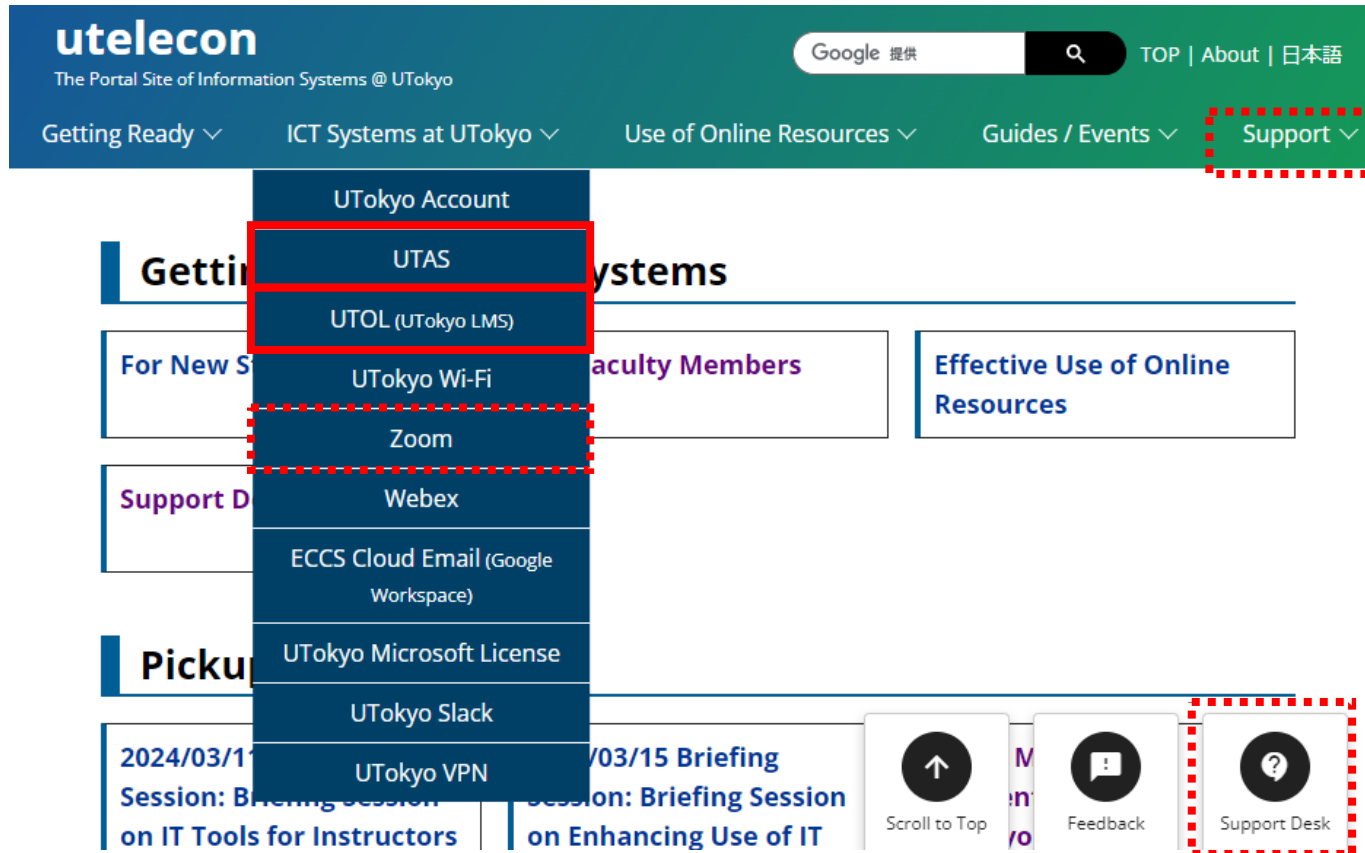 utelecon
The Portal Site of Information Systems @ UTokyo
Google 提供
TOP | About | 日本語
Getting Ready
ICT Systems at UTokyo
Use of Online Resources
Guides / Events
Support
UTokyo Account
UTAS
UTOL (UTokyo LMS)
UTokyo Wi-Fi
Zoom
Webex
ECCS Cloud Email (Google
Workspace)
UTokyo Microsoft License
UTokyo Slack
UTokyo VPN
Effective Use of Online
Resources
For New
aculty Members
Support
2024/03/1
/03/15 Briefing
Session: Briefing Session
on IT Tools for Instructors
ssion: Briefing Session
on Enhancing Use of IT
Scroll to Top
Feedback
Support Desk